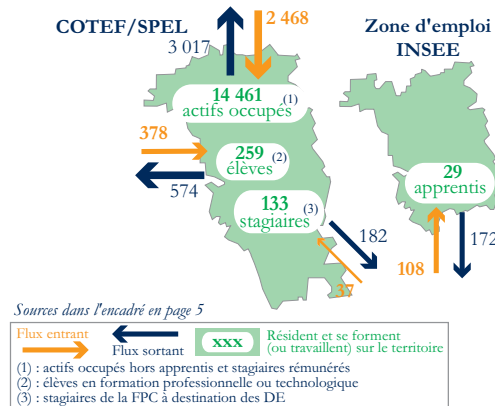 COTEF/SPEL
Zone d'emploi
INSEE
3 017
2 468
14 461 (1)
actifs occupés
378
259
élèves (2)
574
133
stagiaires (3)
182
37
29
apprentis
108
172
Sources dans l'encadré en page 5
Flux entrant
Flux sortant
xxx
Résident et se forment
(ou travaillent) sur le territoire
(1) : actifs occupés hors apprentis et stagiaires rémunérés
(2) : élèves en formation professionnelle ou technologique
(3) : stagiaires de la FPC à destination des DE